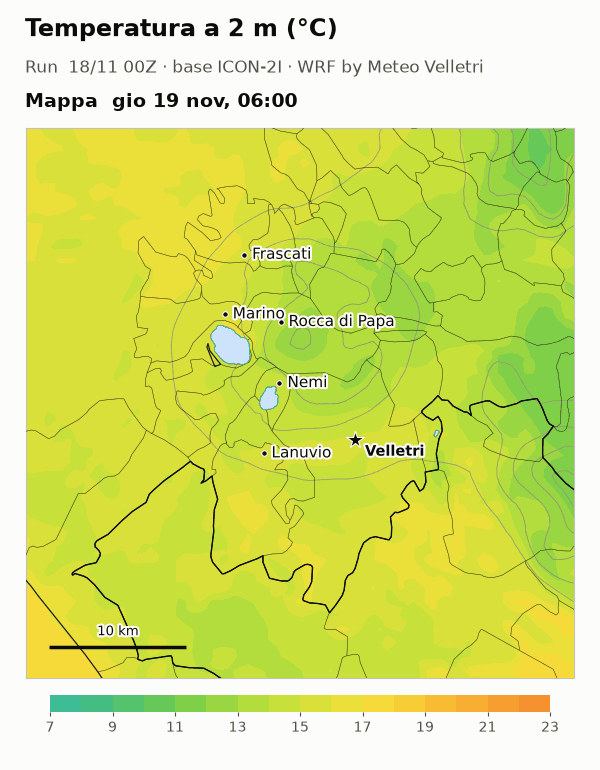 Temperatura a 2 m (°C)
Run  18/11 00Z · base ICON-2I · WRF by Meteo Velletri
Mappa  gio 19 nov, 06:00
Frascati
Marino
Rocca di Papa
Nemi
Velletri
Lanuvio
10 km
7 9 11 13 15 17 19 21 23